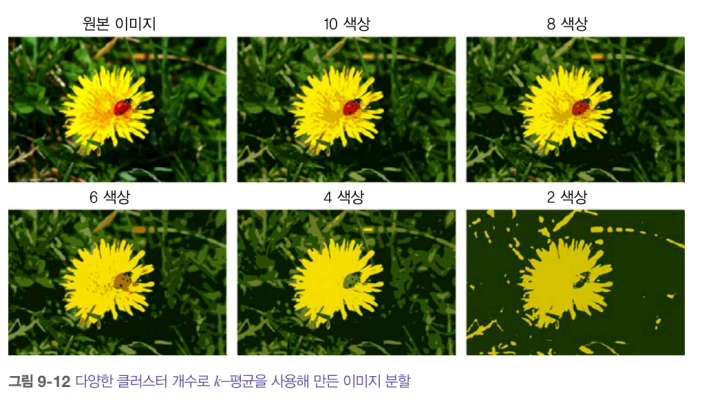 원본 이미지
10 색상
8 색상
6 색상
4 색상
2 색상
그림 9-12 다양한 클러스터 개수로 k-평균을 사용해 만든 이미지 분할